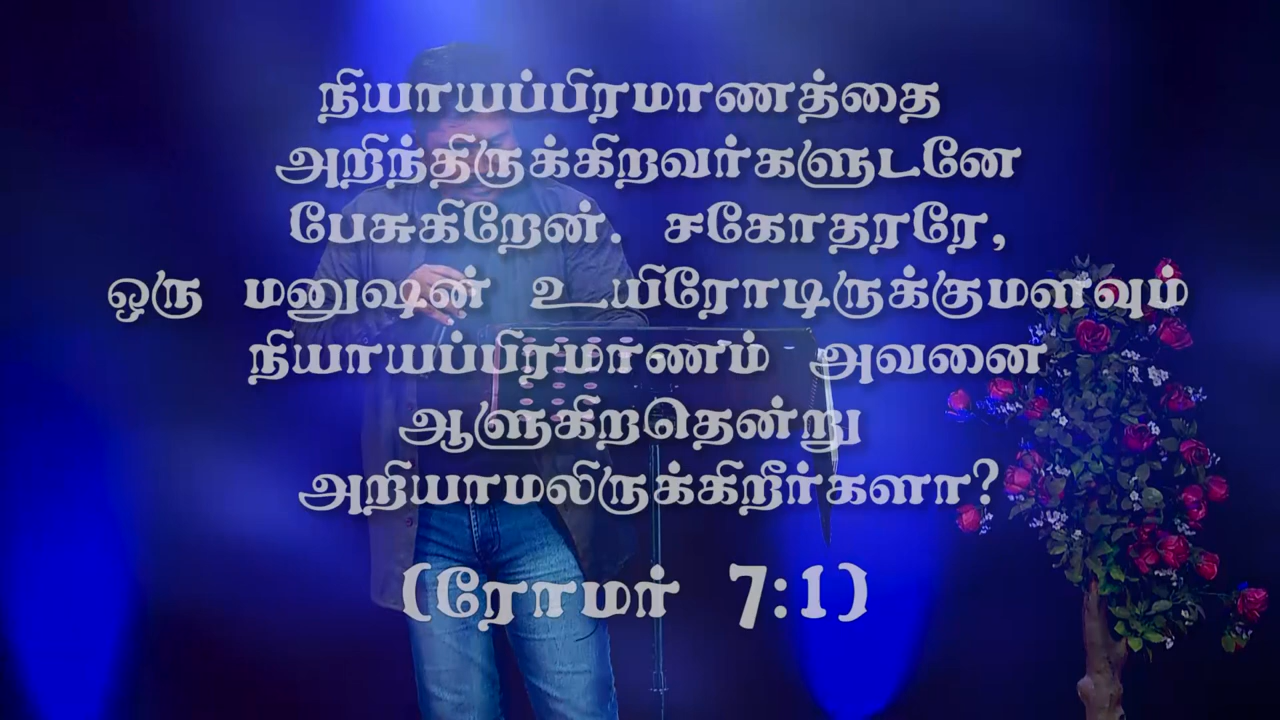 நியாயப்பிரமாணத்தை
அறிந்திருக்கிறவர்களுடனே
பேசுகிறேன். சகோதரரே,
ஒரு மனுஷன் உயிரோடிருக்குமளவும்
நியாயப்பிரமாணம் அவனை
ஆளுகிறதென்று
அறியாமலிருக்கிறீர்களா?
(ரோமர் 7:1)